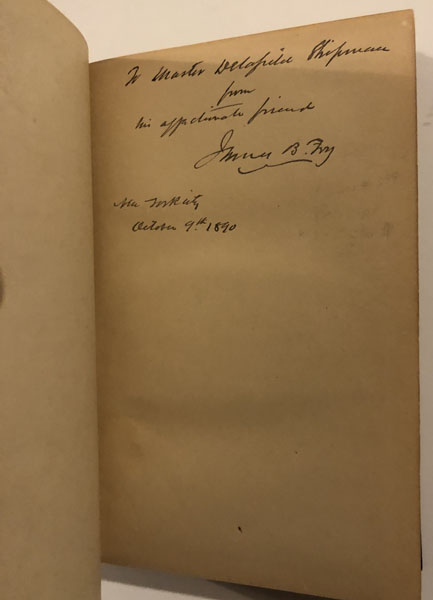 To Master Delafield Shipman
from
his affectionate friend
James B. Fry
New York City
October 9th 1890